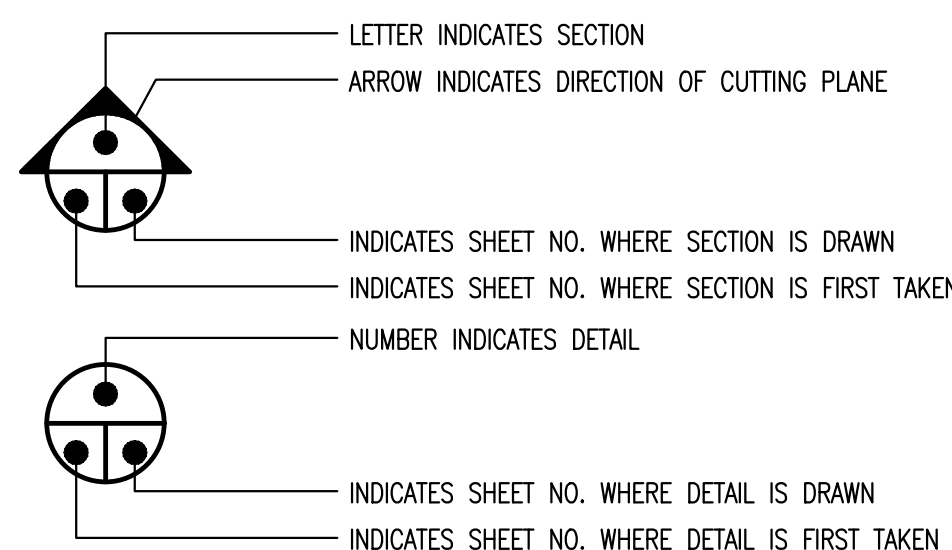 LETTER INDICATES SECTION
ARROW INDICATES DIRECTION OF CUTTING PLANE
INDICATES SHEET NO. WHERE SECTION IS DRAWN
INDICATES SHEET NO. WHERE SECTION IS FIRST TAKEN
NUMBER INDICATES DETAIL
INDICATES SHEET NO. WHERE DETAIL IS DRAWN
INDICATES SHEET NO. WHERE DETAIL IS FIRST TAKEN